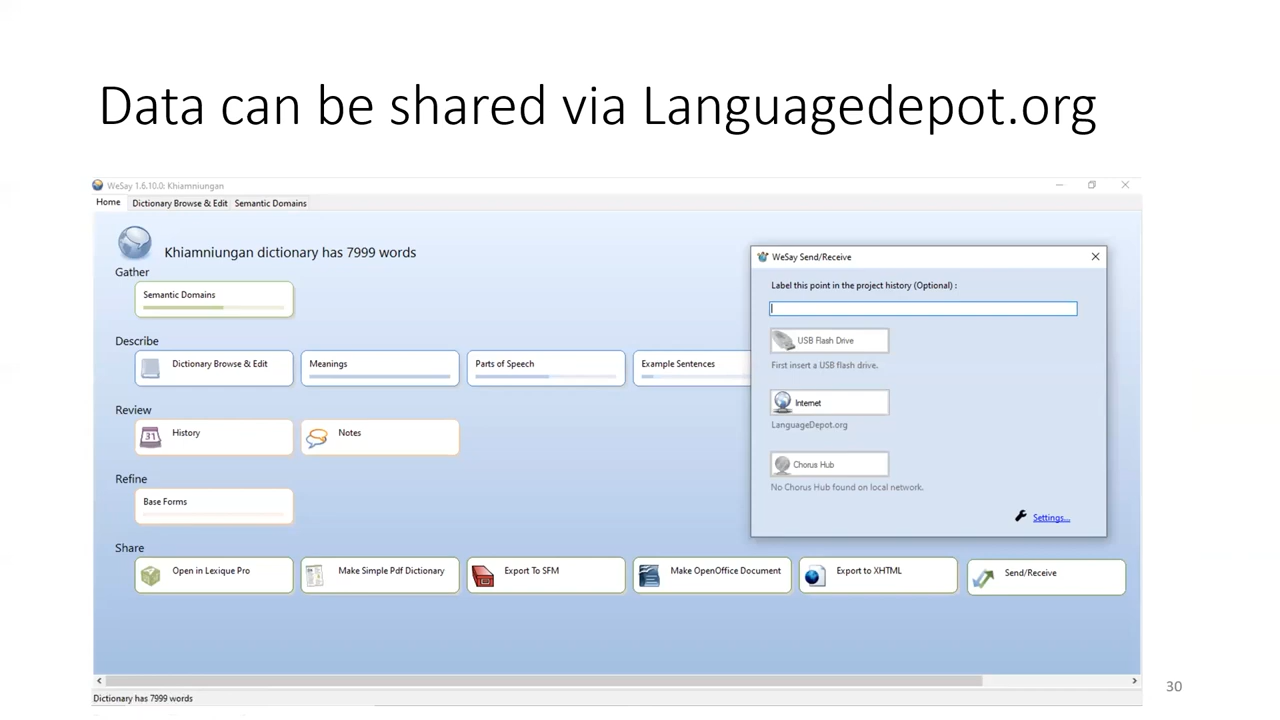 Data can be shared via Languagedepot.org
WeSay 1.6.10.0: Khiamniungan
Home Dictionary Browse & Edit Semantic Domains
Khiamniungan dictionary has 7999 words
Gather
Semantic Domains
Describe
Dictionary Browse & Edit Meanings Parts of Speech Example Sentences
Review
31 History Notes
Refine
Base Forms
Share
Open in Lexique Pro Make Simple Pdf Dictionary Export To SFM Make OpenOffice Document Export to XHTML Send/Receive
Dictionary has 7999 words
WeSay Send/Receive
Label this point in the project history (Optional) :
USB Flash Drive
First insert a USB flash drive.
Internet
LanguageDepot.org
Chorus Hub
No Chorus Hub found on local network.
Settings...
30